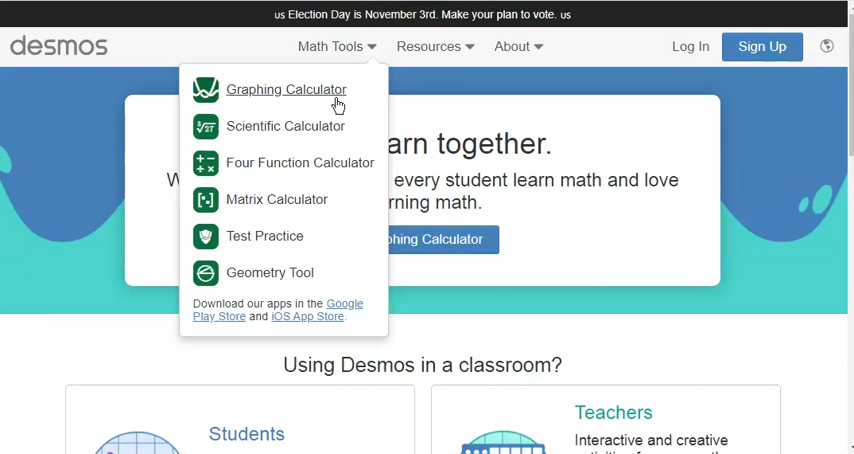 us Election Day is November 3rd. Make your plan to vote. us
desmos
Math Tools Resources About Log In Sign Up
Graphing Calculator
Scientific Calculator
Four Function Calculator
Matrix Calculator
Test Practice
Geometry Tool
Download our apps in the Google
Play Store and iOS App Store.
together.
every student learn math and love
math.
Calculator
Using Desmos in a classroom?
Students
Teachers
Interactive and creative